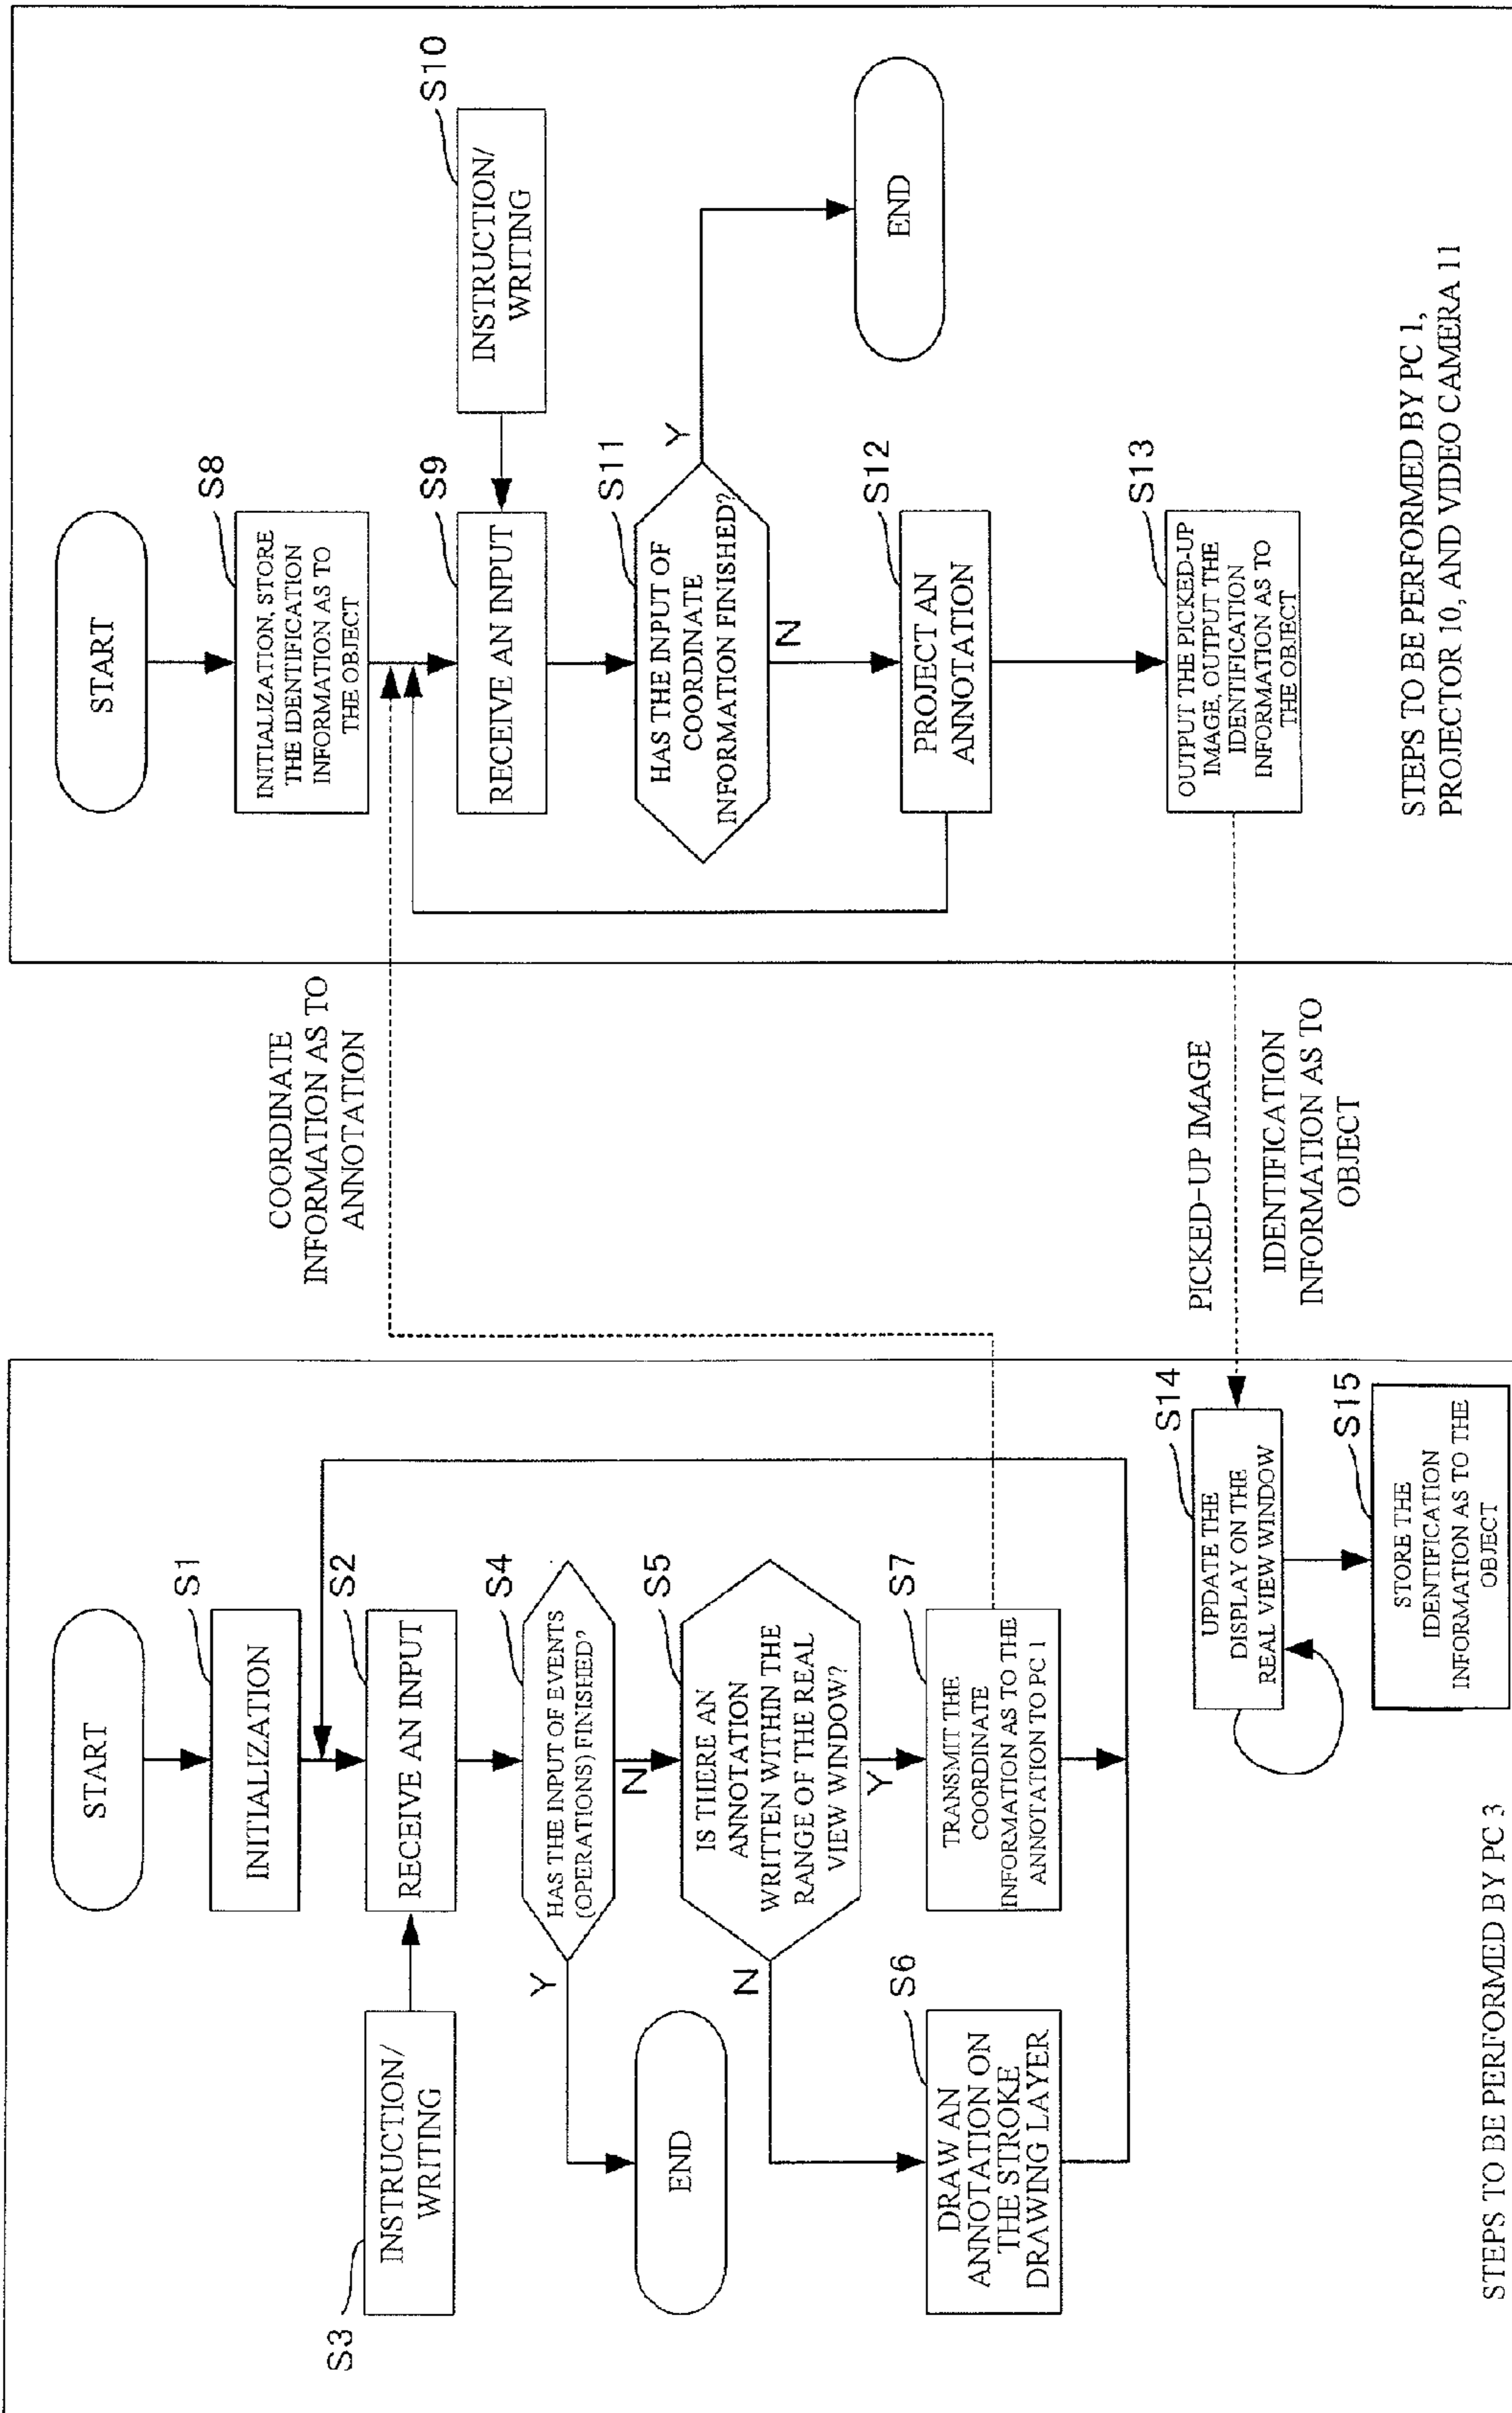 START
S1
INITIALIZATION
S2
RECEIVE AN INPUT
S3
INSTRUCTION/
WRITING
S4
HAS THE INPUT OF EVENTS
(OPERATIONS) FINISHED?
Y
N
END
S5
IS THERE AN
ANNOTATION
WRITTEN WITHIN THE
RANGE OF THE REAL
VIEW WINDOW?
N
Y
S6
DRAW AN
ANNOTATION ON
THE STROKE
DRAWING LAYER
S7
TRANSMIT THE
COORDINATE
INFORMATION AS TO THE
ANNOTATION TO PC 1
S14
UPDATE THE
DISPLAY ON THE
REAL VIEW WINDOW
S15
STORE THE
IDENTIFICATION
INFORMATION AS TO THE
OBJECT
STEPS TO BE PERFORMED BY PC 3
COORDINATE
INFORMATION AS TO
ANNOTATION
PICKED-UP IMAGE
IDENTIFICATION
INFORMATION AS TO
OBJECT
START
S8
INITIALIZATION, STORE
THE IDENTIFICATION
INFORMATION AS TO
THE OBJECT
S9
RECEIVE AN INPUT
S10
INSTRUCTION/
WRITING
S11
HAS THE INPUT OF
COORDINATE
INFORMATION FINISHED?
Y
N
END
S12
PROJECT AN
ANNOTATION
S13
OUTPUT THE PICKED-UP
IMAGE, OUTPUT THE
IDENTIFICATION
INFORMATION AS TO
THE OBJECT
STEPS TO BE PERFORMED BY PC 1,
PROJECTOR 10, AND VIDEO CAMERA 11